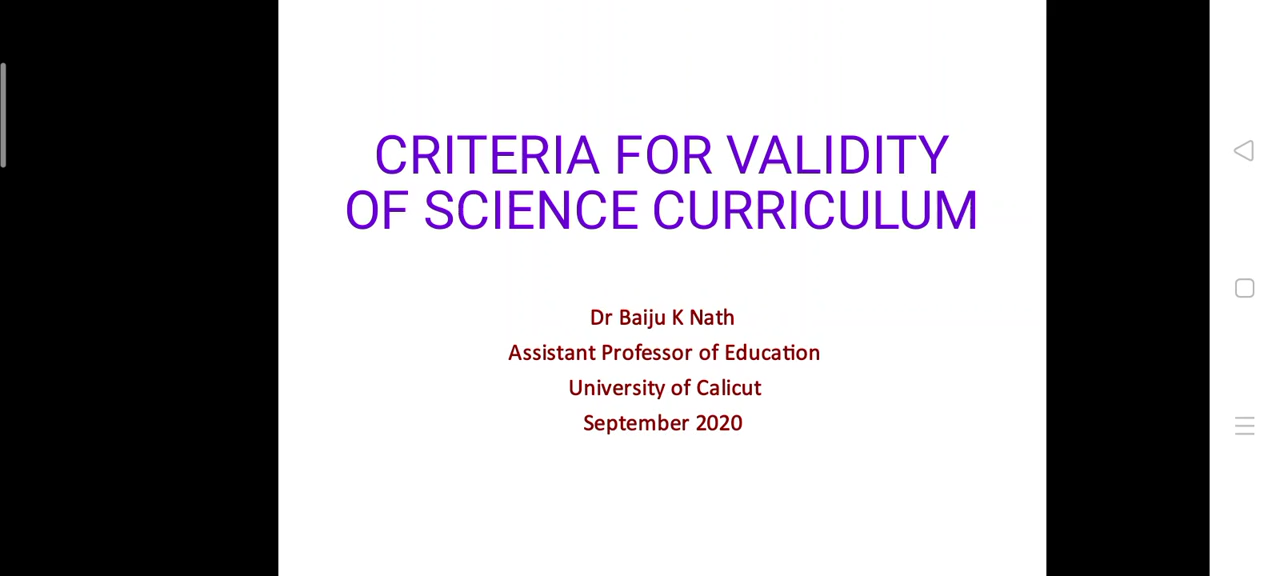 CRITERIA FOR VALIDITY
OF SCIENCE CURRICULUM
Dr Baiju K Nath
Assistant Professor of Education
University of Calicut
September 2020